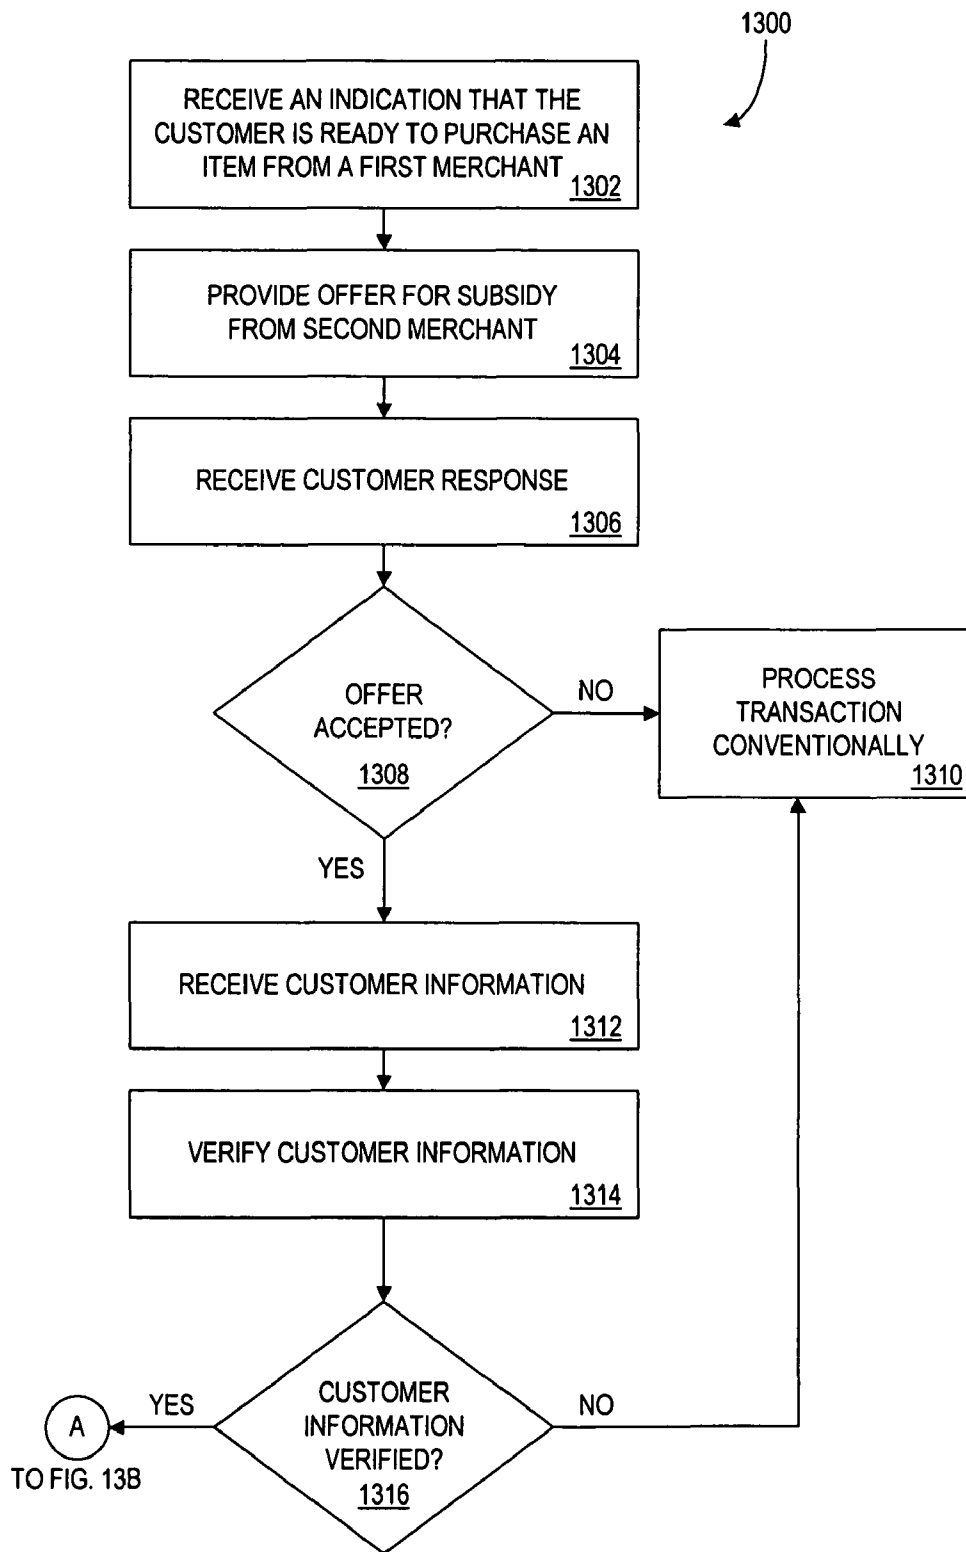 1300
RECEIVE AN INDICATION THAT THE
CUSTOMER IS READY TO PURCHASE AN
ITEM FROM A FIRST MERCHANT
1302
PROVIDE OFFER FOR SUBSIDY
FROM SECOND MERCHANT
1304
RECEIVE CUSTOMER RESPONSE
1306
OFFER
ACCEPTED?
1308
NO
PROCESS
TRANSACTION
CONVENTIONALLY
1310
YES
RECEIVE CUSTOMER INFORMATION
1312
VERIFY CUSTOMER INFORMATION
1314
CUSTOMER
INFORMATION
VERIFIED?
1316
YES
NO
A
TO FIG. 13B